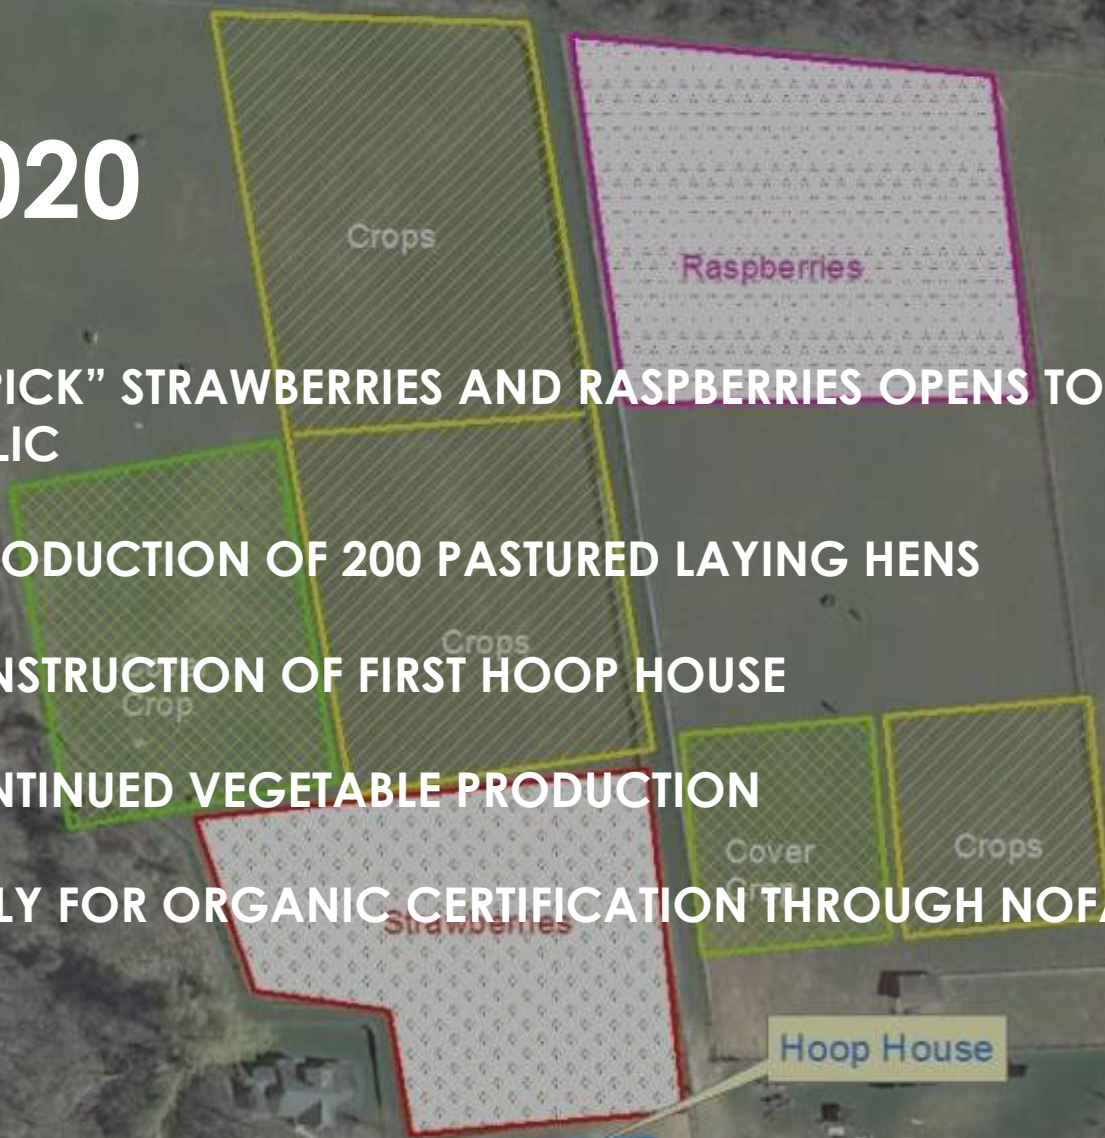 020
Crops
Raspberries
PICK” STRAWBERRIES AND RASPBERRIES OPENS TO
LIC
ODUCTION OF 200 PASTURED LAYING HENS
Crops
NSTRUCTION OF FIRST HOOP HOUSE
Crop
NTINUED VEGETABLE PRODUCTION
Cover
Crops
LY FOR ORGANIC CERTIFICATION THROUGH NOFA
Strawberries
Hoop House